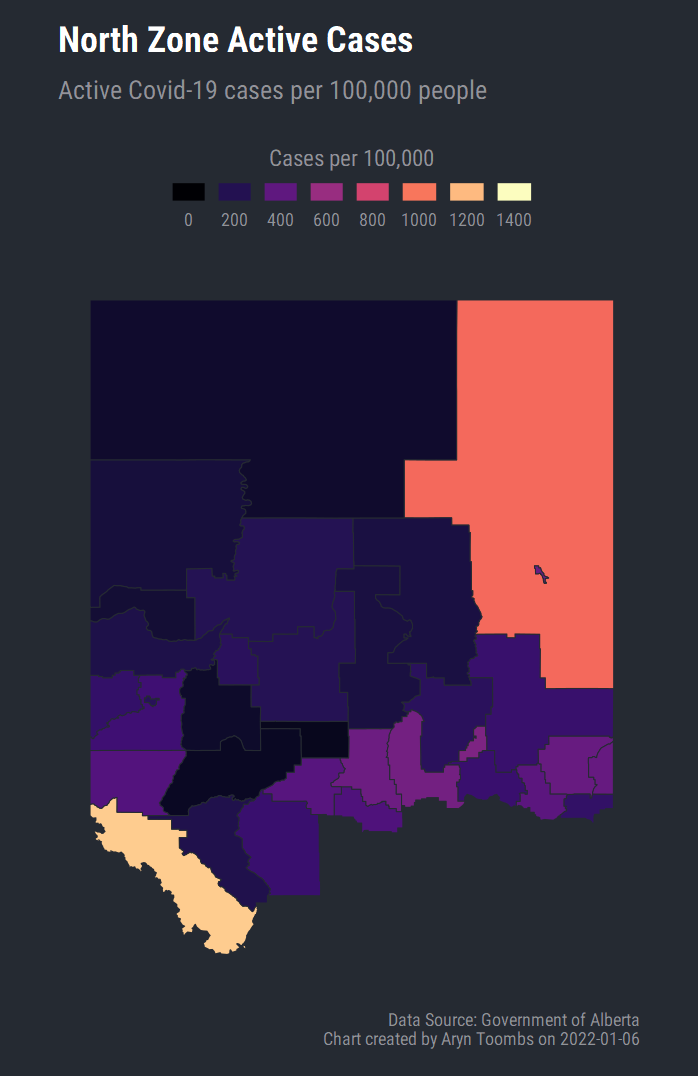 North Zone Active Cases
Active Covid-19 cases per 100,000 people
Cases per 100,000
0 200 400 600 800 1000 1200 1400
Data Source: Government of Alberta
Chart created by Aryn Toombs on 2022-01-06